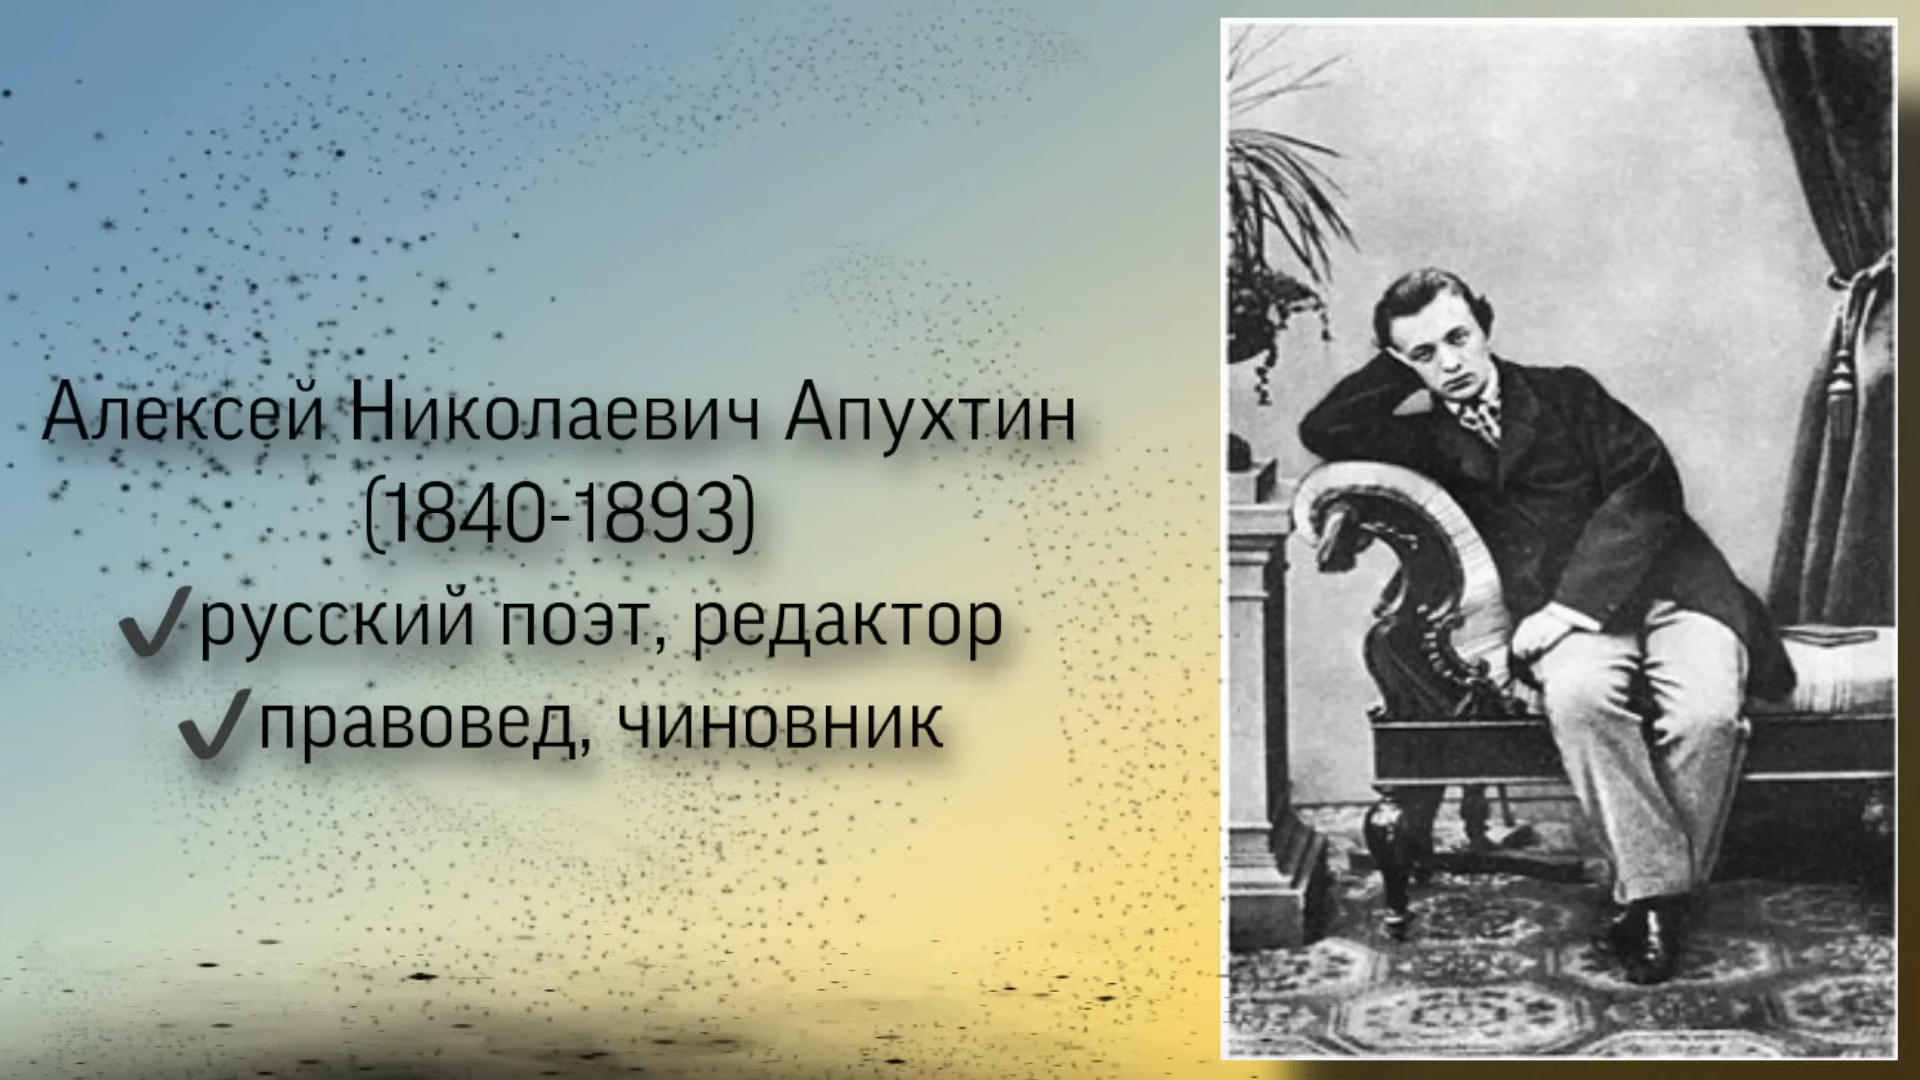 Алексей Николаевич Апухтин
(1840-1893)
✔русский поэт, редактор
✔правовед, чиновник